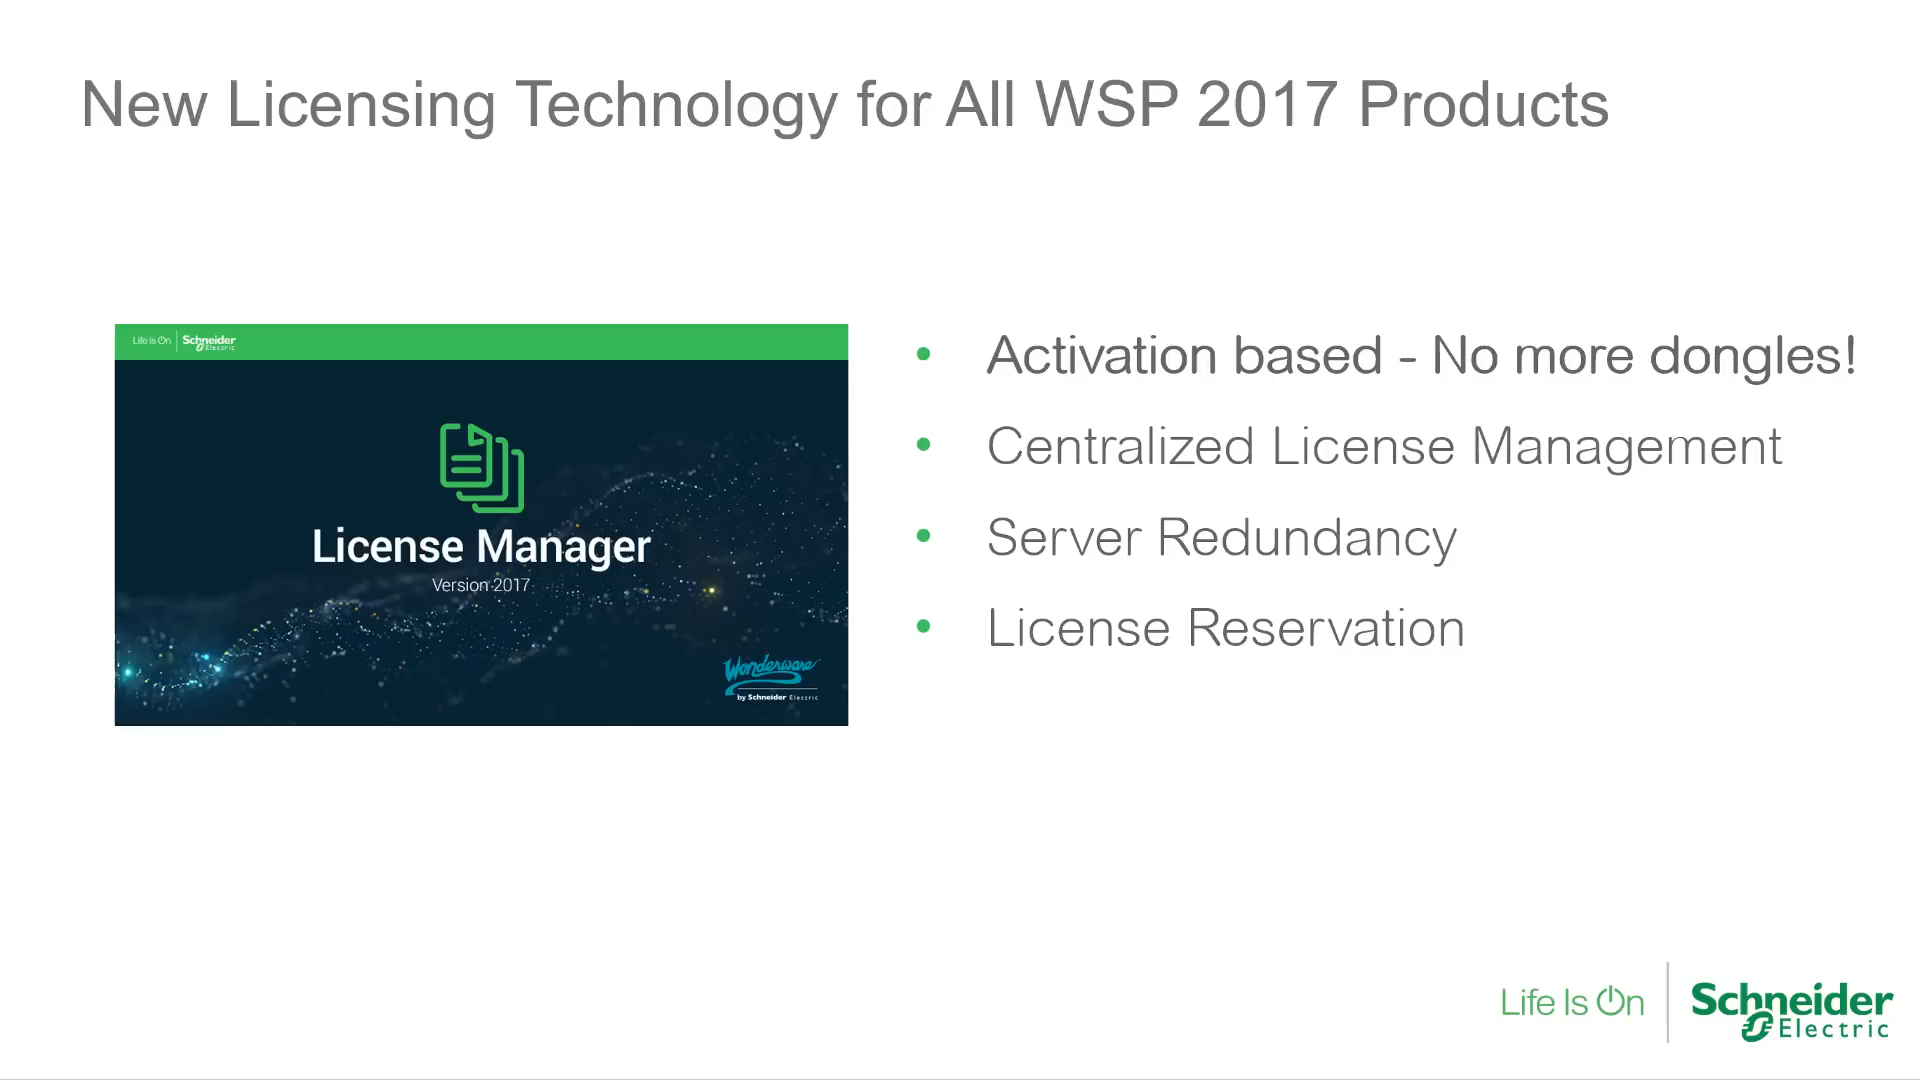 New Licensing Technology for All WSP 2017 Products
Life Is On Schneider Electric
License Manager
Version 2017
Wonderware
by Schneider Electric
• Activation based - No more dongles!
• Centralized License Management
• Server Redundancy
• License Reservation
Life Is On Schneider Electric